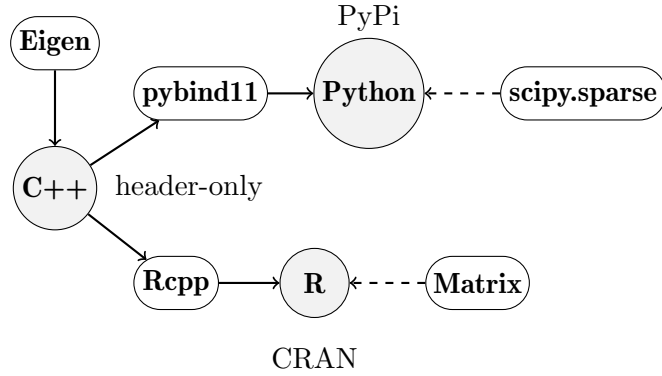 PyPi
Eigen
pybind11
Python
scipy.sparse
C++
header-only
Rcpp
R
Matrix
CRAN